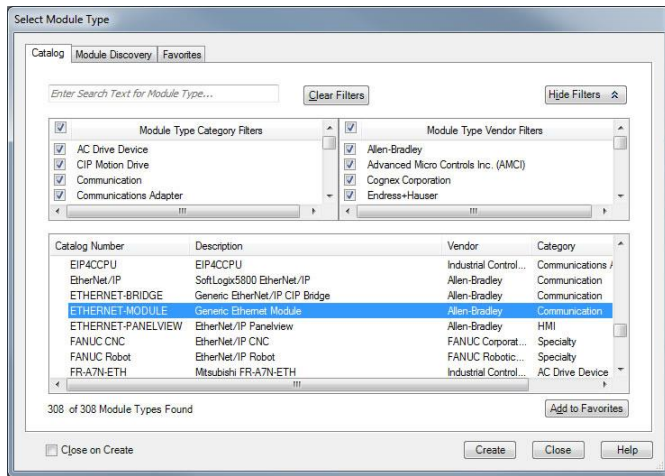 Select Module Type
Catalog Module Discovery Favorites
Enter Search Text for Module Type...
Clear Filters
Hide Filters
Module Type Category Filters
Module Type Vendor Filters
AC Drive Device
Allen-Bradley
CIP Motion Drive
Advanced Micro Controls Inc. (AMCI)
Communication
Cognex Corporation
Communications Adapter
Endress+Hauser
Catalog Number Description Vendor Category
EIP4CCPU EIP4CCPU Industrial Control... Communications A
EtherNet/IP SoftLogix5800 EtherNet/IP Allen-Bradley Communication
ETHERNET-BRIDGE Generic EtherNet/IP CIP Bridge Allen-Bradley Communication
ETHERNET-MODULE Generic Ethernet Module Allen-Bradley Communication
ETHERNET-PANELVIEW EtherNet/IP Panelview Allen-Bradley HMI
FANUC CNC EtherNet/IP CNC FANUC Corporat... Specialty
FANUC Robot EtherNet/IP Robot FANUC Robotic... Specialty
FR-A7N-ETH Mitsubishi FR-A7N-ETH Industrial Control... AC Drive Device
308 of 308 Module Types Found
Add to Favorites
Close on Create
Create Close Help